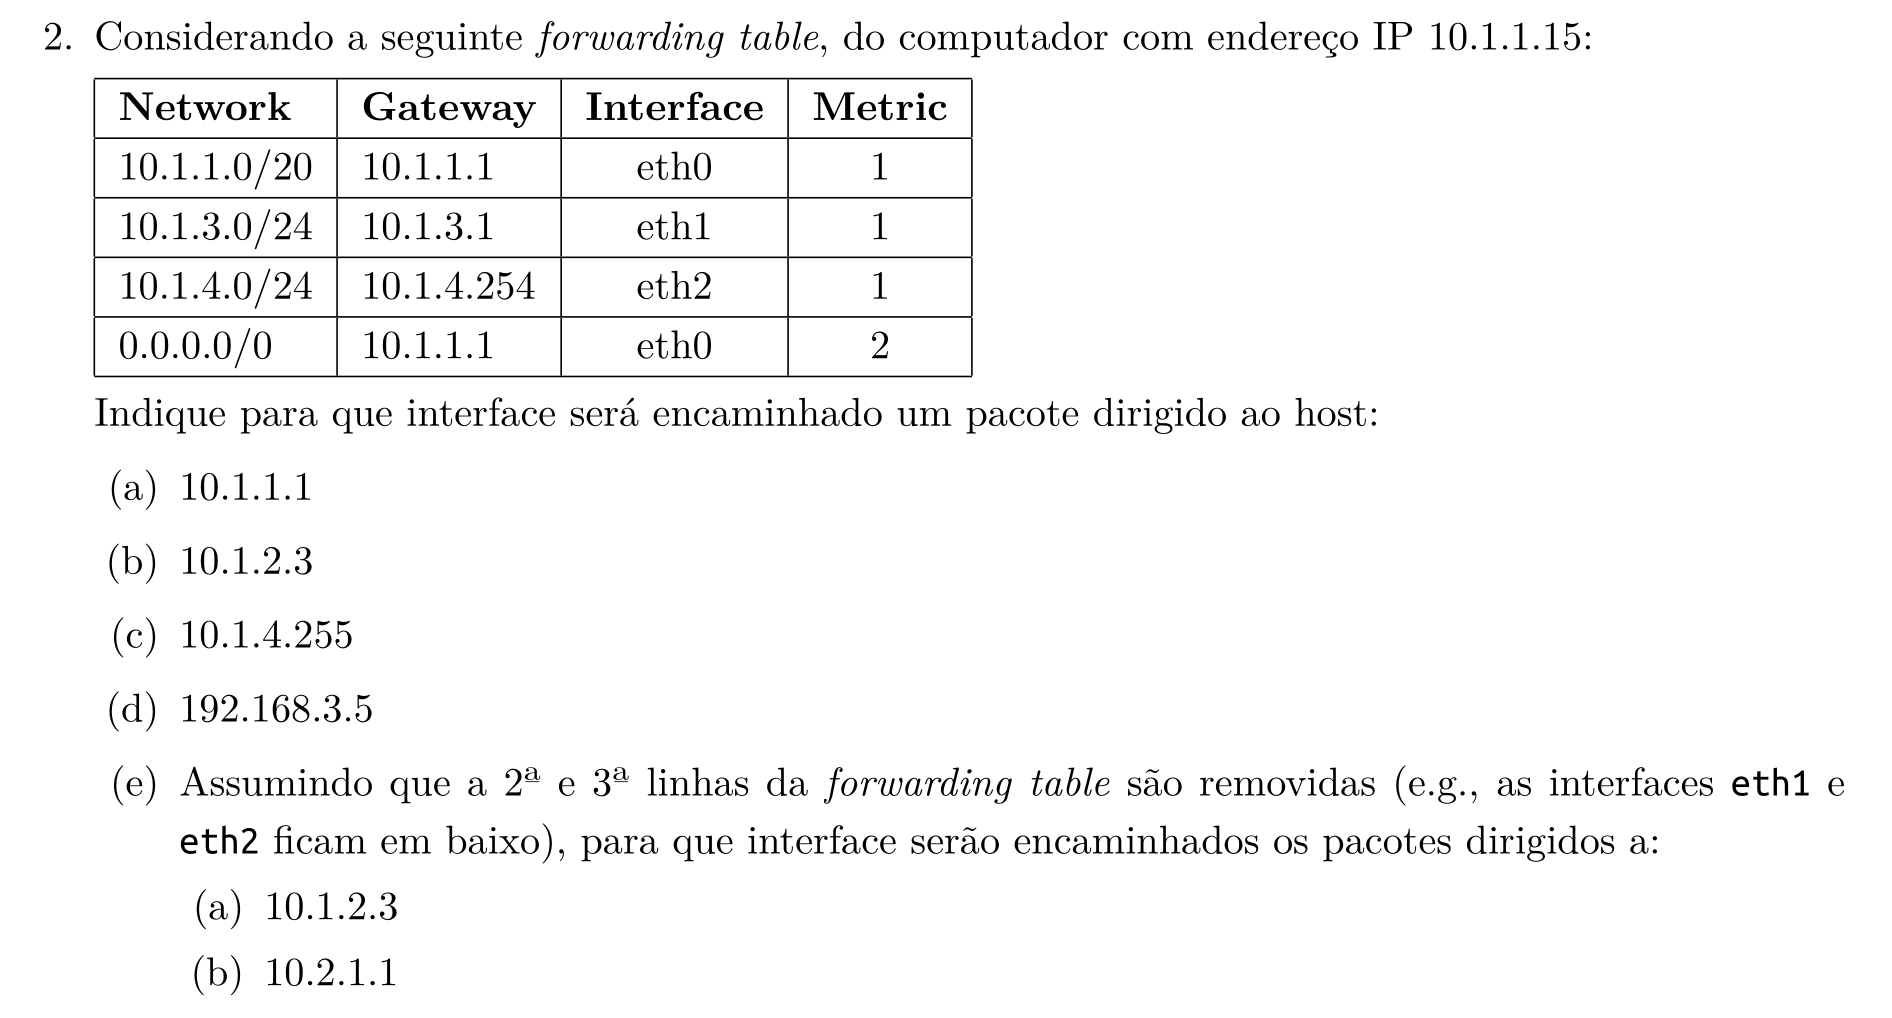 2. Considerando a seguinte forwarding table, do computador com endereço IP 10.1.1.15:
Network Gateway Interface Metric
10.1.1.0/20 10.1.1.1 eth0 1
10.1.3.0/24 10.1.3.1 eth1 1
10.1.4.0/24 10.1.4.254 eth2 1
0.0.0.0/0 10.1.1.1 eth0 2
Indique para que interface será encaminhado um pacote dirigido ao host:
(a) 10.1.1.1
(b) 10.1.2.3
(c) 10.1.4.255
(d) 192.168.3.5
(e) Assumindo que a 2ª e 3ª linhas da forwarding table são removidas (e.g., as interfaces eth1 e
eth2 ficam em baixo), para que interface serão encaminhados os pacotes dirigidos a:
(a) 10.1.2.3
(b) 10.2.1.1